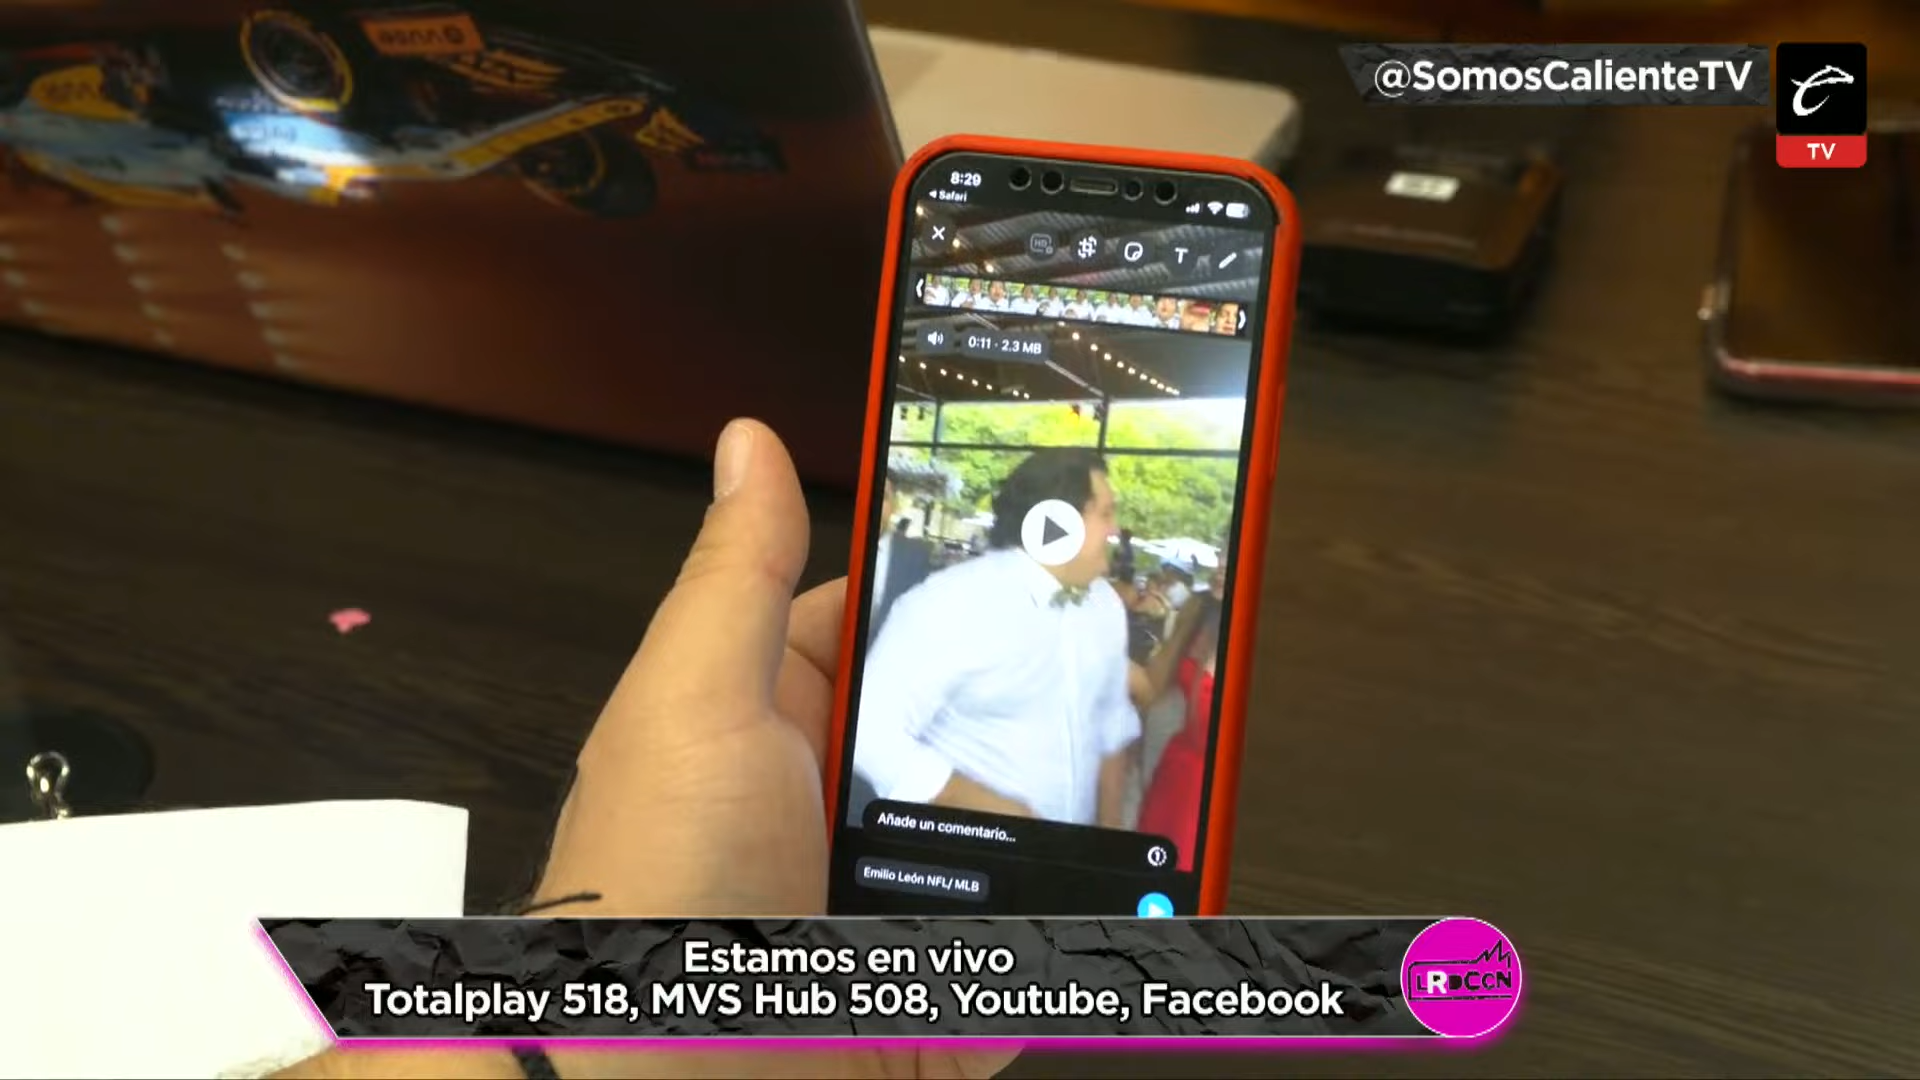 @SomosCalienteTV
TV
8:29
Safari
HD
T
0:11 · 2.3 MB
Añade un comentario...
Emilio León NFL/ MLB
Estamos en vivo
Totalplay 518, MVS Hub 508, Youtube, Facebook
LRDCCN